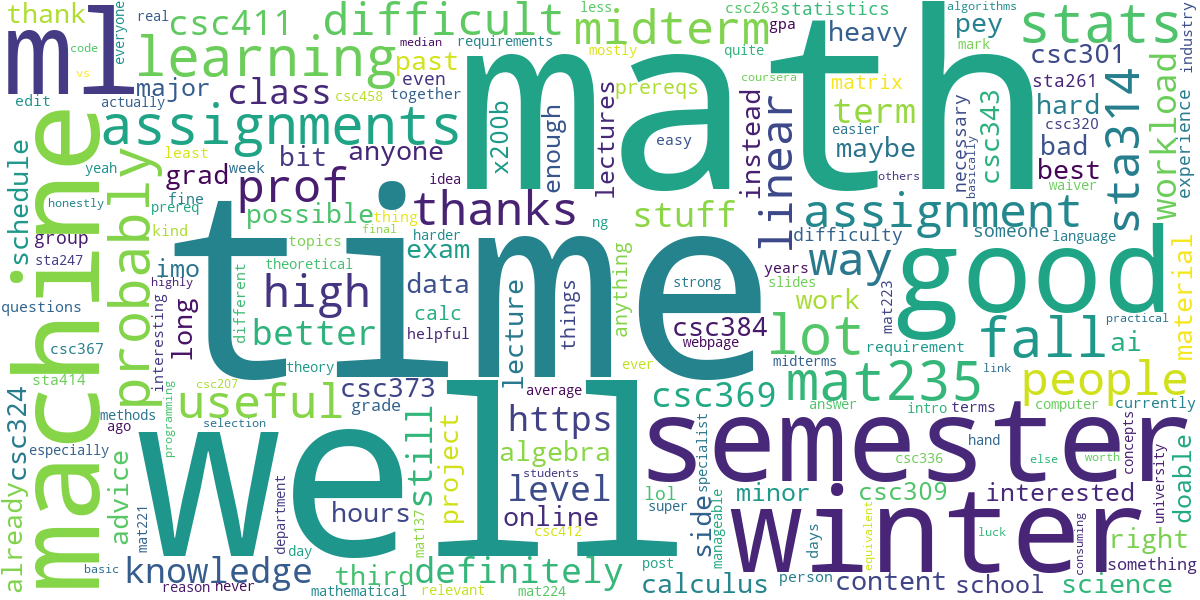 thank
csc411
difficult
midterm
csc263
statistics
less
algorithms
stats
real
code
everyone
ml
vs
learning
median
requirements
past
mostly
quite
gpa
mark
pey
heavy
csc301
industry
edit
actually
major
class
even
together
csc458
math
prereqs
coursera
matrix
term
sta261
hard
csc320
workload
experience
machine
assignments
x200b
enough
lectures
easy
instead
linear
easier
maybe
others
necessary
basically
csc343
bad
best
waiver
sta314
yeah
least
week
bit
anyone
idea
grad
prof
schedule
honestly
prereq
fine
kind
probably
thanks
stuff
assignment
someone
language
difficulty
group
sta247
highly
questions
possible
thing
final
topics
harder
exam
ng
anything
way
good
imo
theoretical
data
things
strong
years
slides
mat223
material
long
different
high
calc
helpful
lecture
work
practical
csc367
interesting
better
csc384
webpage
lot
requirement
fall
ai
link
theory
time
ever
midterms
sta414
csc207
csc373
average
csc369
mat235
people
csc324
methods
ago
especially
programming
selection
useful
grade
still
https
answer
intro
terms
computer
currently
well
project
algebra
students
semester
hand
concepts
else
worth
csc336
university
doable
already
advice
mat221
department
hours
mat137
level
online
csc412
lol
super
side
specialist
manageable
minor
csc309
interested
days
equivalent
winter
luck
consuming
right
something
basic
knowledge
day
reason
never
third
mathematical
definitely
relevant
mat224
post
calculus
person
content
school
science